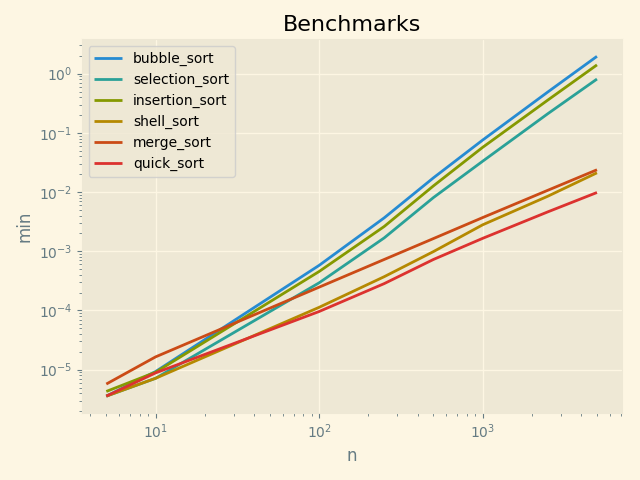 Benchmarks
bubble_sort
selection_sort
insertion_sort
shell_sort
merge_sort
quick_sort
min
10⁰
10⁻¹
10⁻²
10⁻³
10⁻⁴
10⁻⁵
10¹ 10² 10³
n